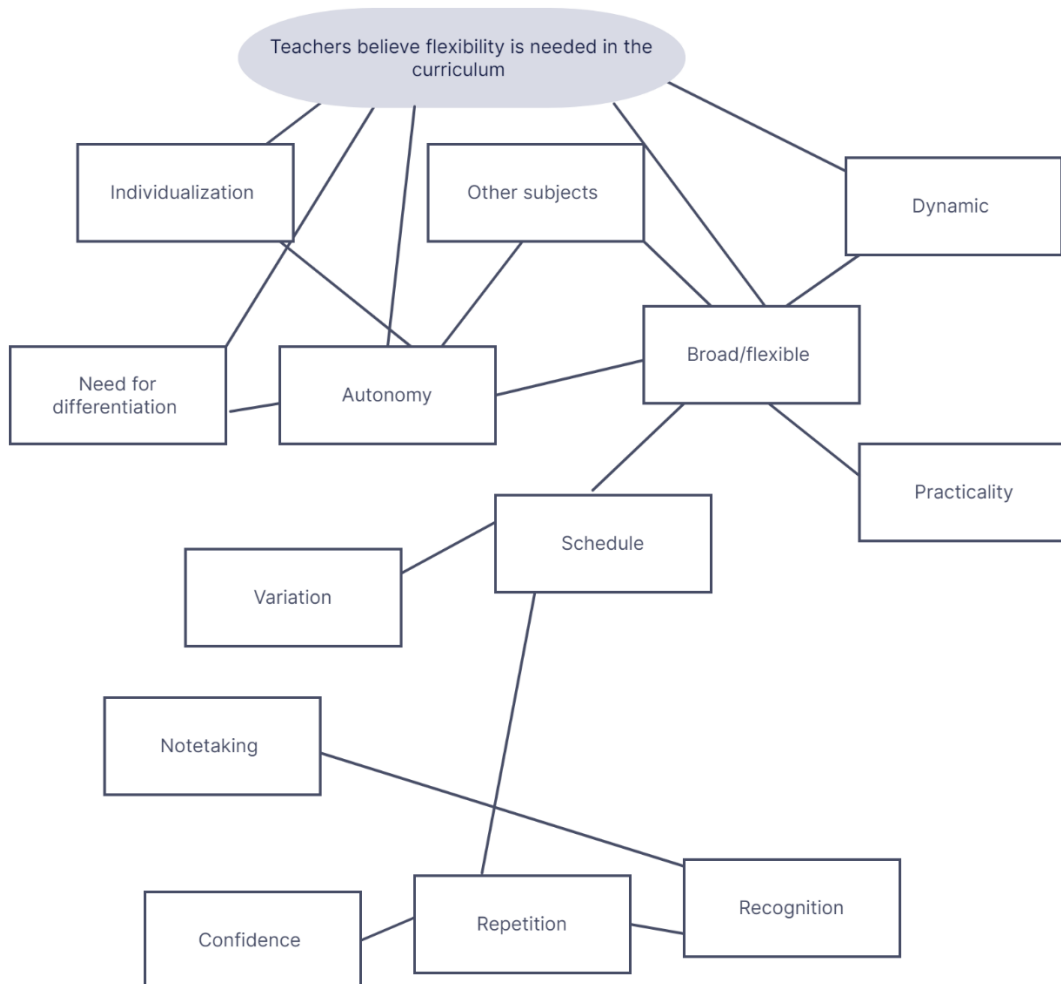 Teachers believe flexibility is needed in the
curriculum
Individualization
Other subjects
Dynamic
Need for
differentiation
Autonomy
Broad/flexible
Practicality
Schedule
Variation
Notetaking
Recognition
Repetition
Confidence